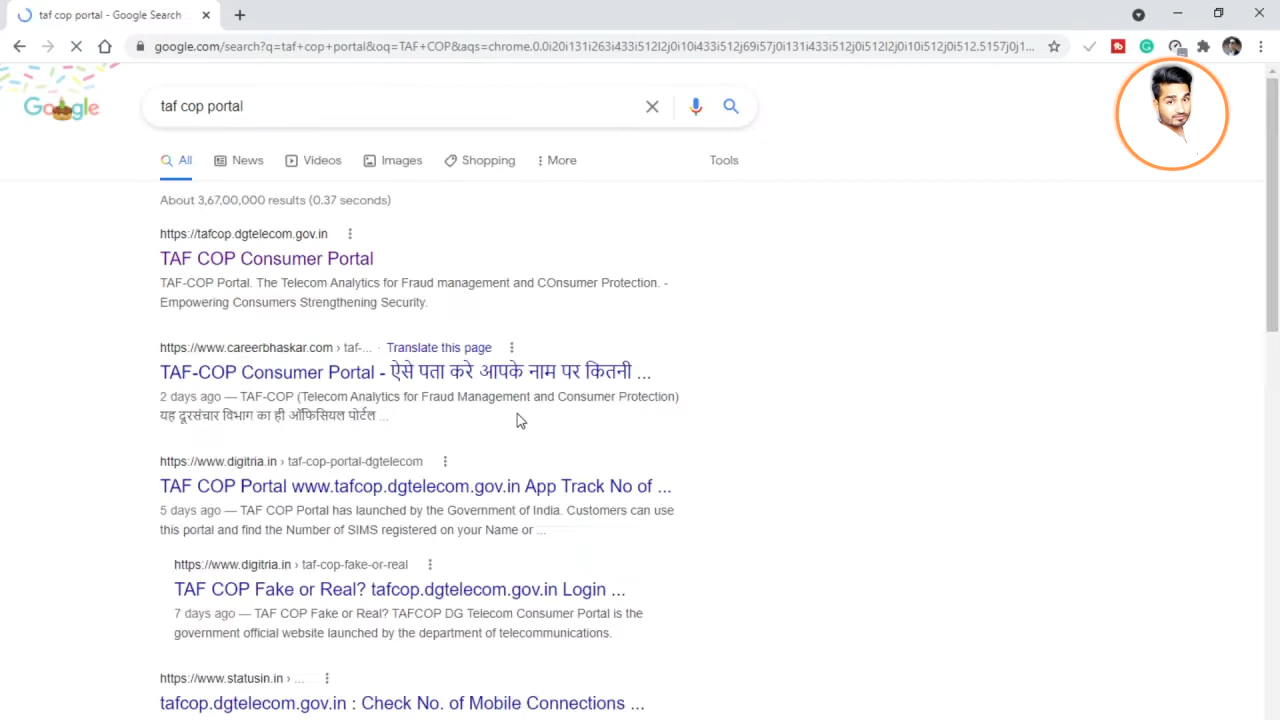 taf cop portal - Google Search
google.com/search?q=taf+cop+portal&oq=TAF+COP&aqs=chrome.0.0i20i131i263i433i512l2j0i10i433i512j69i57j0i131i433i512j0i512l2j0i10i512j0i512.5157j0j1...
Google
taf cop portal
All News Videos Images Shopping More Tools
About 3,67,00,000 results (0.37 seconds)
https://tafcop.dgtelecom.gov.in
TAF COP Consumer Portal
TAF-COP Portal. The Telecom Analytics for Fraud management and COnsumer Protection. -
Empowering Consumers Strengthening Security.
https://www.careerbhaskar.com › taf-... · Translate this page
TAF-COP Consumer Portal - ऐसे पता करे आपके नाम पर कितनी ...
2 days ago — TAF-COP (Telecom Analytics for Fraud Management and Consumer Protection)
यह दूरसंचार विभाग का ही ऑफिसियल पोर्टल ...
https://www.digitria.in › taf-cop-portal-dgtelecom
TAF COP Portal www.tafcop.dgtelecom.gov.in App Track No of ...
5 days ago — TAF COP Portal has launched by the Government of India. Customers can use
this portal and find the Number of SIMS registered on your Name or ...
https://www.digitria.in › taf-cop-fake-or-real
TAF COP Fake or Real? tafcop.dgtelecom.gov.in Login ...
7 days ago — TAF COP Fake or Real? TAFCOP DG Telecom Consumer Portal is the
government official website launched by the department of telecommunications.
https://www.statusin.in › ...
tafcop.dgtelecom.gov.in : Check No. of Mobile Connections ...